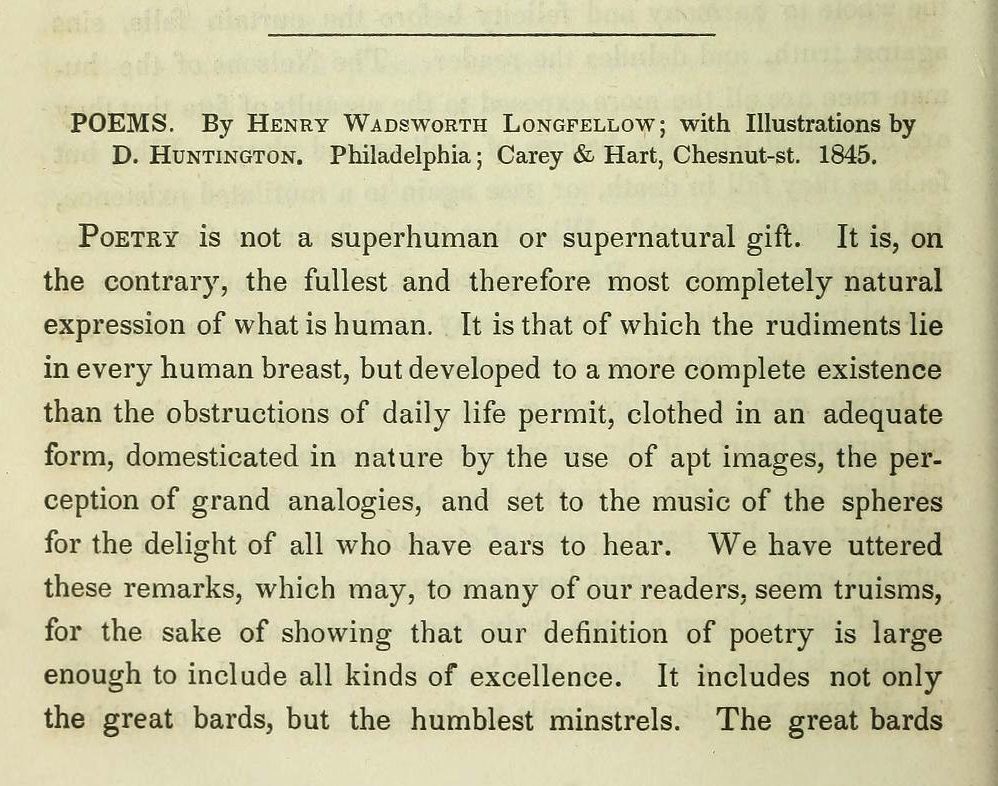 POEMS. By HENRY WADSWORTH LONGFELLOW; with Illustrations by
D. HUNTINGTON. Philadelphia; Carey & Hart, Chesnut-st. 1845.
POETRY is not a superhuman or supernatural gift. It is, on
the contrary, the fullest and therefore most completely natural
expression of what is human. It is that of which the rudiments lie
in every human breast, but developed to a more complete existence
than the obstructions of daily life permit, clothed in an adequate
form, domesticated in nature by the use of apt images, the per-
ception of grand analogies, and set to the music of the spheres
for the delight of all who have ears to hear. We have uttered
these remarks, which may, to many of our readers, seem truisms,
for the sake of showing that our definition of poetry is large
enough to include all kinds of excellence. It includes not only
the great bards, but the humblest minstrels. The great bards